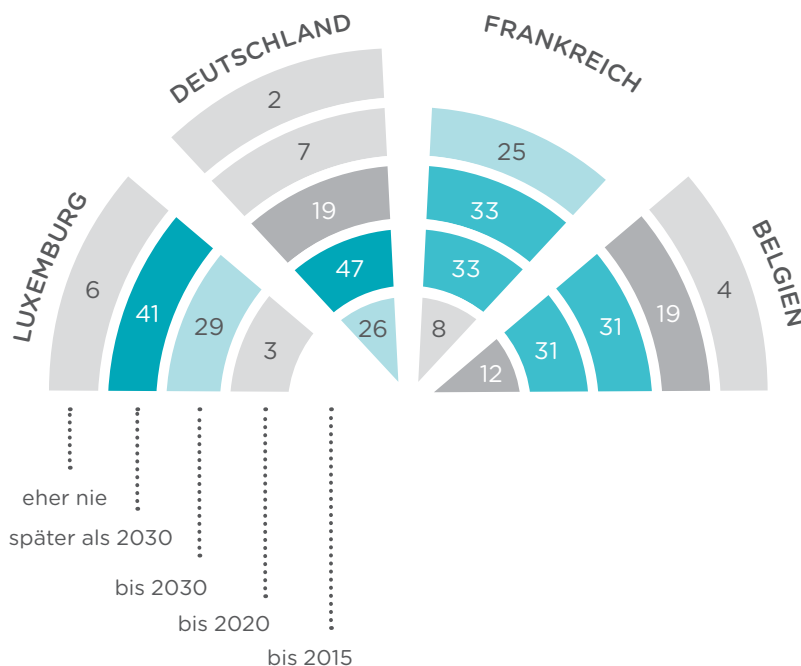 DEUTSCHLAND
2
7
19
47
26
FRANKREICH
25
33
33
8
LUXEMBURG
6
41
29
3
BELGIEN
4
19
31
31
12
eher nie
später als 2030
bis 2030
bis 2020
bis 2015